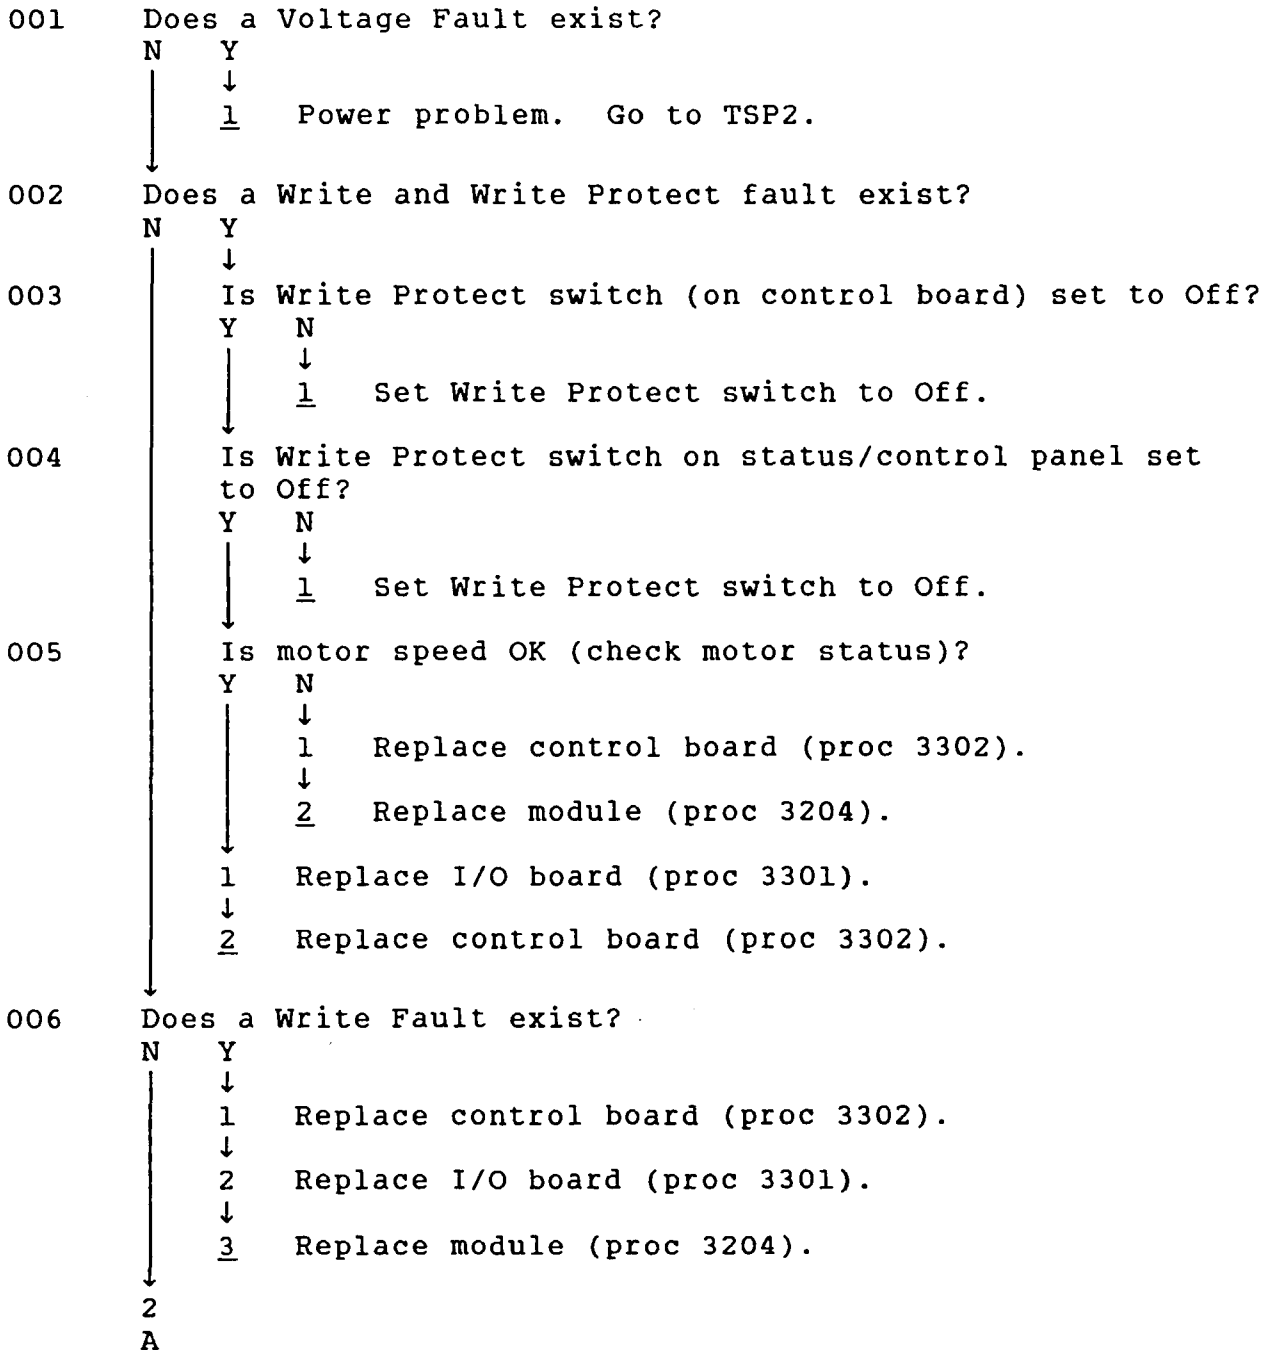 001 Does a Voltage Fault exist?
N Y
↓
1 Power problem. Go to TSP2.
002 Does a Write and Write Protect fault exist?
N Y
↓
003 Is Write Protect switch (on control board) set to Off?
Y N
↓
1 Set Write Protect switch to Off.
004 Is Write Protect switch on status/control panel set
to Off?
Y N
↓
1 Set Write Protect switch to Off.
005 Is motor speed OK (check motor status)?
Y N
↓
1 Replace control board (proc 3302).
↓
2 Replace module (proc 3204).
1 Replace I/O board (proc 3301).
↓
2 Replace control board (proc 3302).
006 Does a Write Fault exist?
N Y
↓
1 Replace control board (proc 3302).
↓
2 Replace I/O board (proc 3301).
↓
3 Replace module (proc 3204).
2
A